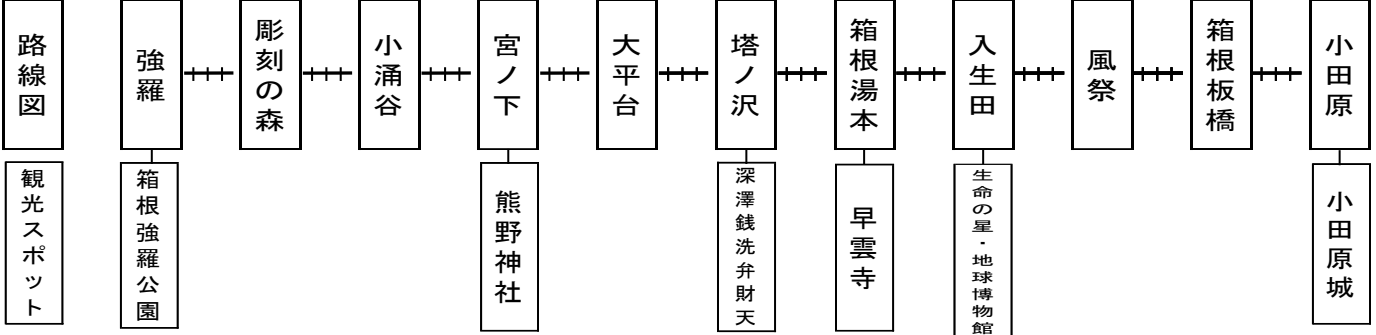 路線図
強羅
彫刻の森
小涌谷
宮ノ下
大平台
塔ノ沢
箱根湯本
入生田
風祭
箱根板橋
小田原
観光スポット
箱根強羅公園
熊野神社
深澤銭洗弁財天
早雲寺
生命の星・地球博物館
小田原城